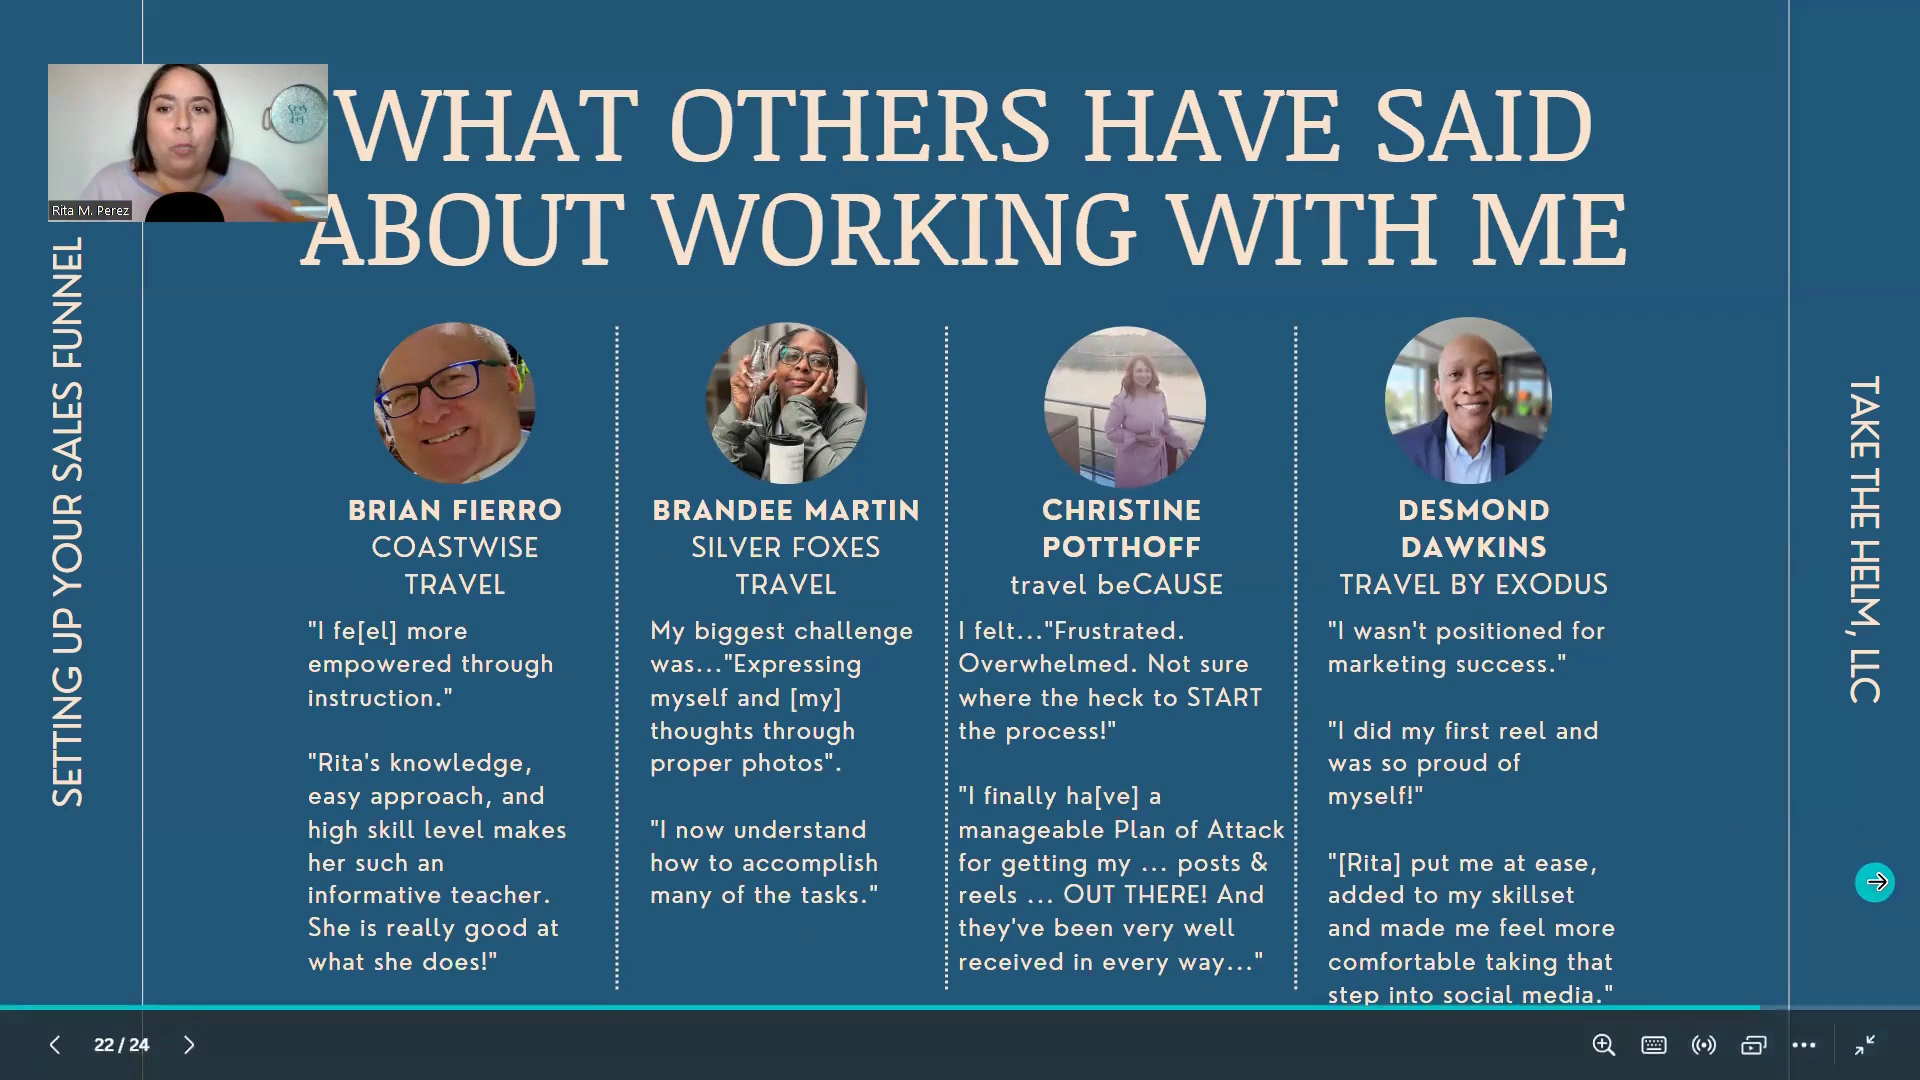 WHAT OTHERS HAVE SAID
ABOUT WORKING WITH ME
Rita M. Perez
SETTING UP YOUR SALES FUNNEL
TAKE THE HELM, LLC
BRIAN FIERRO
COASTWISE
TRAVEL
"I fe[el] more
empowered through
instruction."
"Rita's knowledge,
easy approach, and
high skill level makes
her such an
informative teacher.
She is really good at
what she does!"
BRANDEE MARTIN
SILVER FOXES
TRAVEL
My biggest challenge
was..."Expressing
myself and [my]
thoughts through
proper photos".
"I now understand
how to accomplish
many of the tasks."
CHRISTINE
POTTHOFF
travel beCAUSE
I felt..."Frustrated.
Overwhelmed. Not sure
where the heck to START
the process!"
"I finally ha[ve] a
manageable Plan of Attack
for getting my ... posts &
reels ... OUT THERE! And
they've been very well
received in every way..."
DESMOND
DAWKINS
TRAVEL BY EXODUS
"I wasn't positioned for
marketing success."
"I did my first reel and
was so proud of
myself!"
"[Rita] put me at ease,
added to my skillset
and made me feel more
comfortable taking that
step into social media."
22 / 24